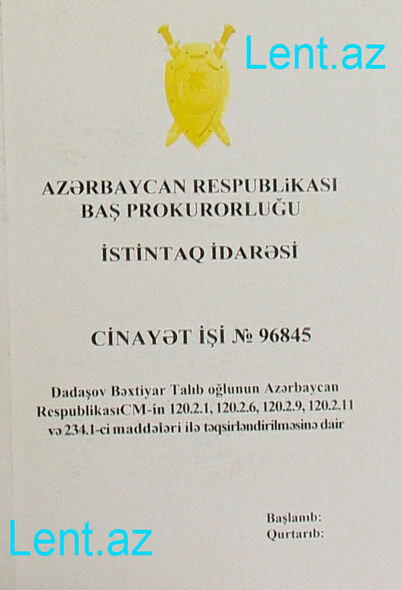 Lent.az
AZƏRBAYCAN RESPUBLiKASI
BAŞ PROKURORLUĞU
İSTİNTAQ İDARƏSİ
CİNAYƏT İŞİ № 96845
Dadaşov Bəxtiyar Talıb oğlunun Azərbaycan
RespublikasıCM-in 120.2.1, 120.2.6, 120.2.9, 120.2.11
və 234.1-ci maddələri ilə təqsirləndirilməsinə dair
Başlanıb:
Qurtarıb:
Lent.az